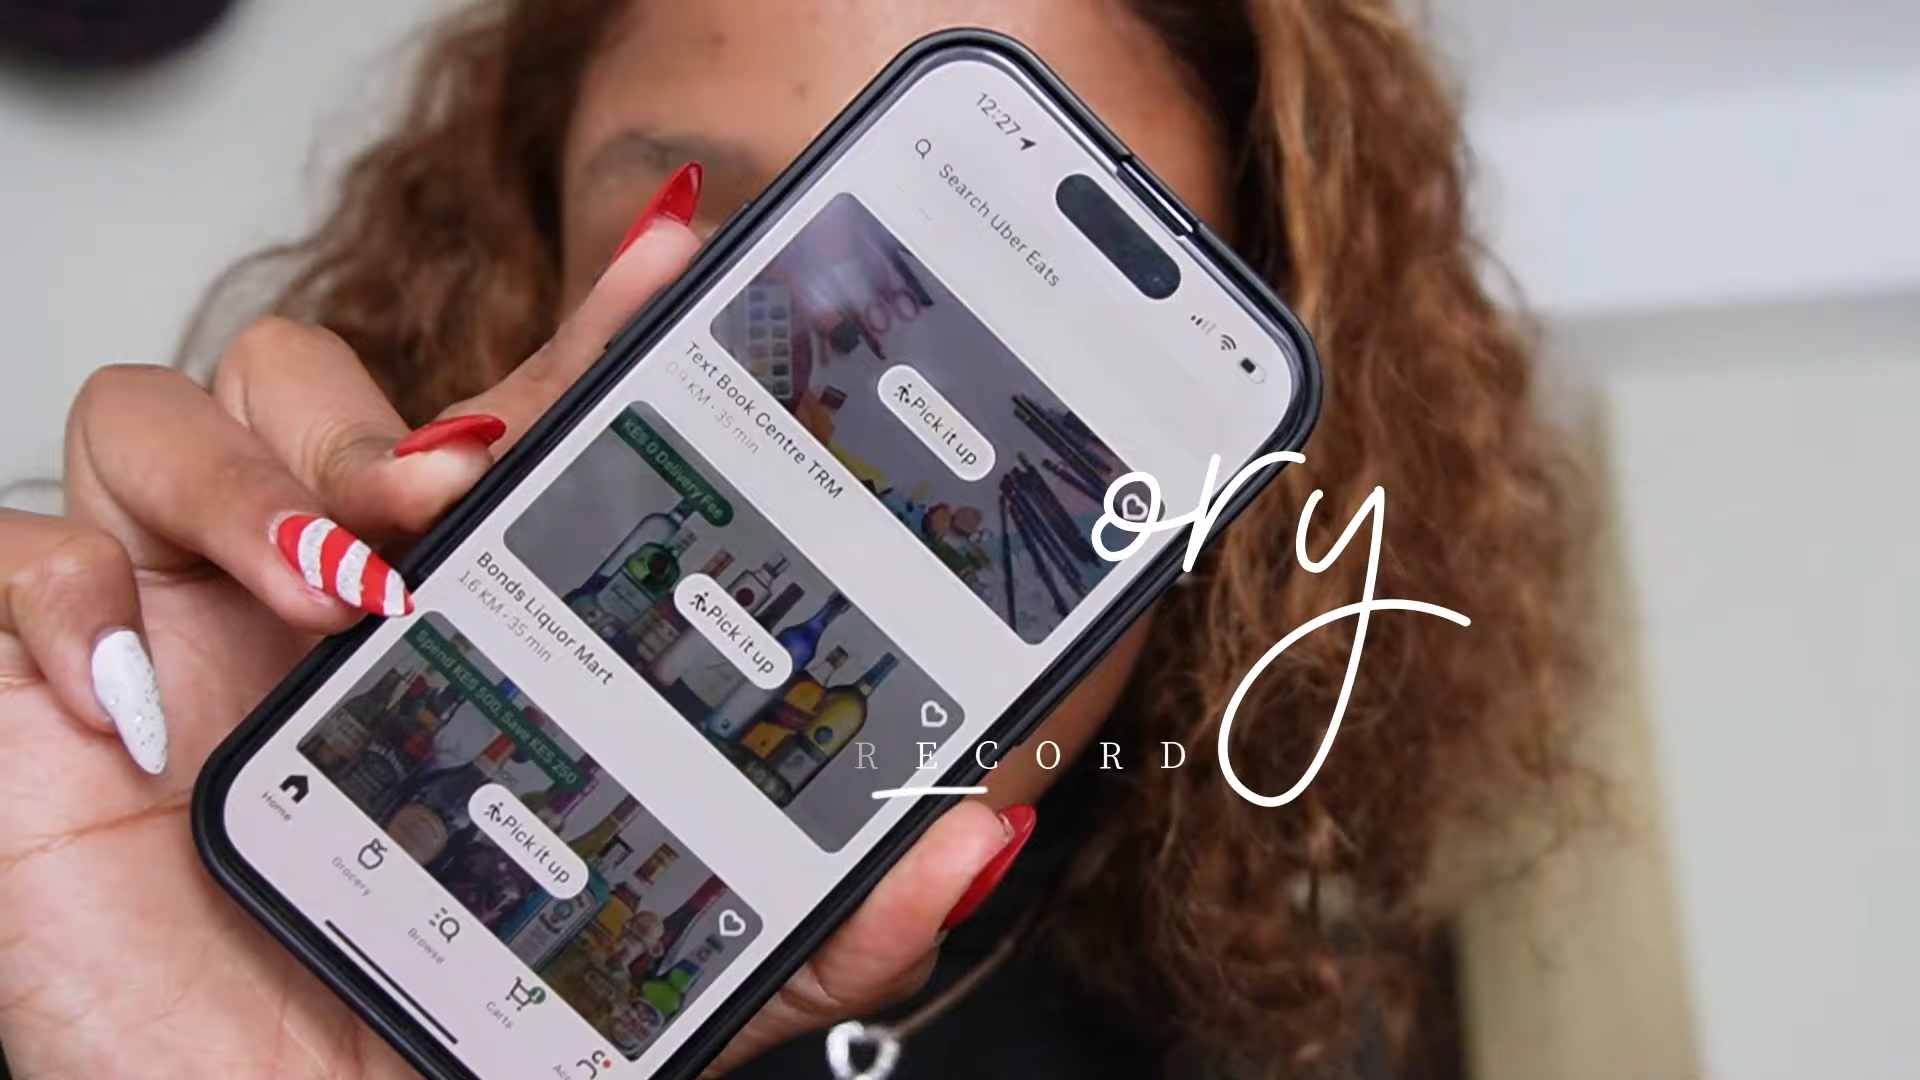 12:27
Search Uber Eats
Pick it up
Text Book Centre TRM
0.9 KM • 35 min
KES 0 Delivery Fee
Pick it up
Bonds Liquor Mart
1.6 KM • 35 min
Spend KES 500, Save KES 250
Pick it up
Home
Grocery
Browse
Carts
1
ory
RECORD